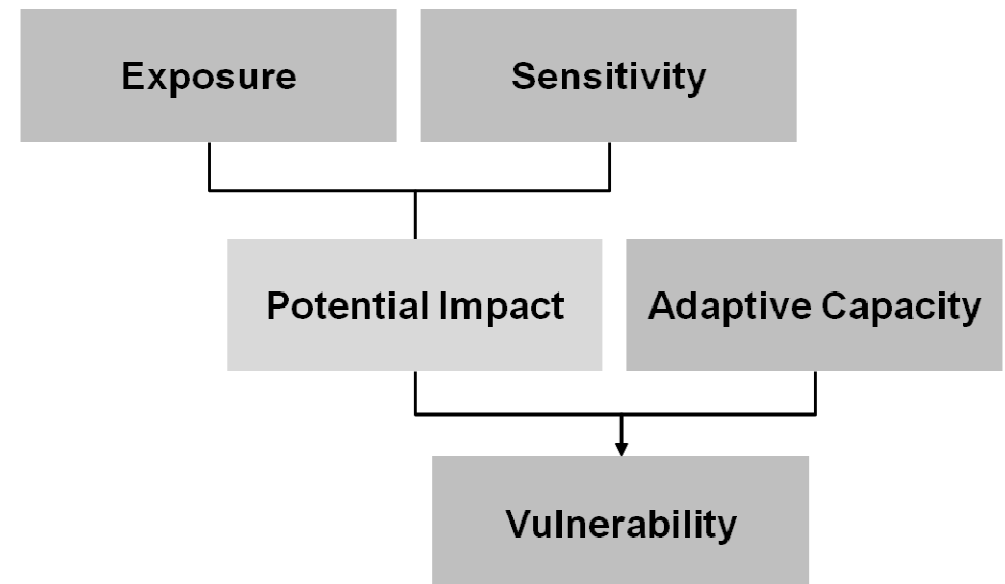 Exposure
Sensitivity
Potential Impact
Adaptive Capacity
Vulnerability